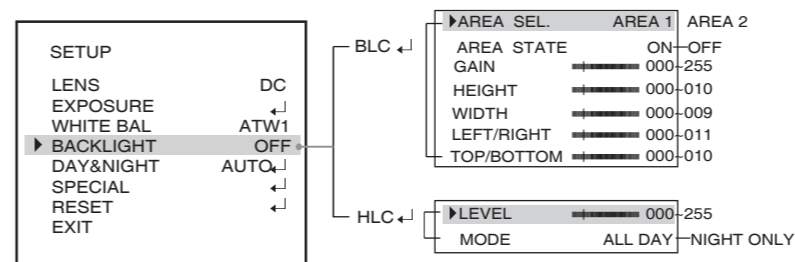 SETUP
LENS DC
EXPOSURE ↵
WHITE BAL ATW1
▶ BACKLIGHT OFF
DAY&NIGHT AUTO↵
SPECIAL ↵
RESET ↵
EXIT
BLC ↵
▶AREA SEL. AREA 1 AREA 2
AREA STATE ON OFF
GAIN 000~255
HEIGHT 000~010
WIDTH 000~009
LEFT/RIGHT 000~011
TOP/BOTTOM 000~010
HLC ↵
▶LEVEL 000~255
MODE ALL DAY NIGHT ONLY